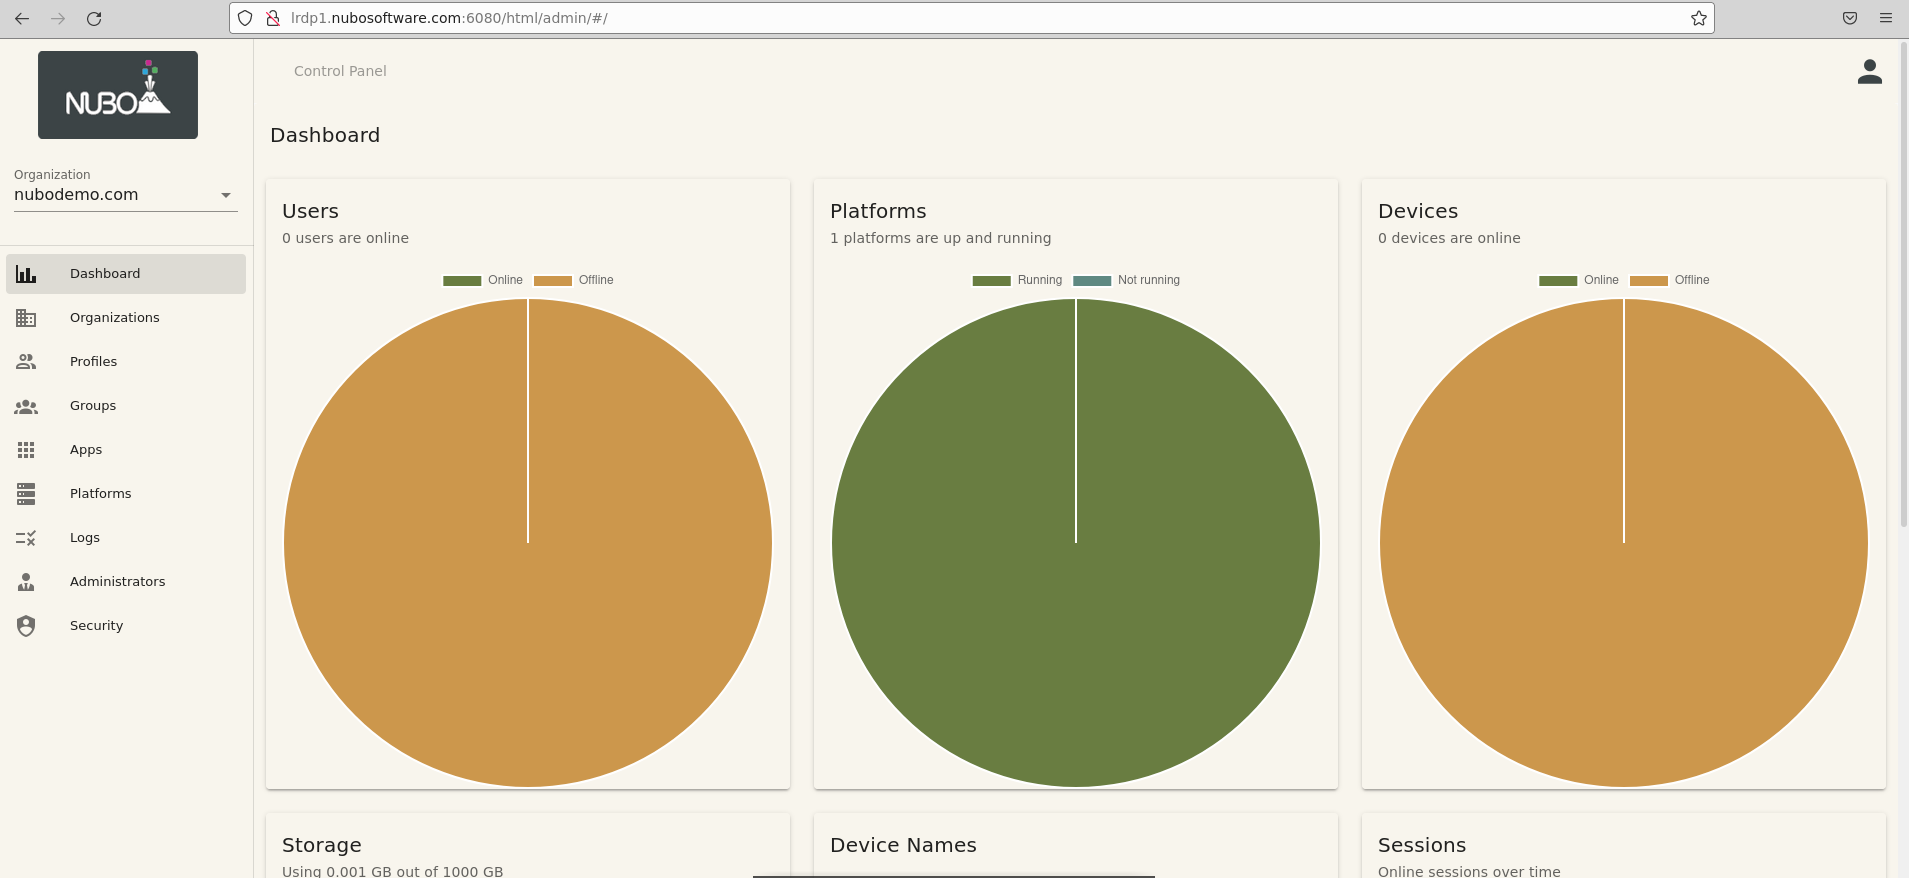 lrdp1.nubosoftware.com:6080/html/admin/#/
NUBO
Control Panel
Dashboard
Organization
nubodemo.com
Dashboard
Organizations
Profiles
Groups
Apps
Platforms
Logs
Administrators
Security
Users
0 users are online
Online Offline
Platforms
1 platforms are up and running
Running Not running
Devices
0 devices are online
Online Offline
Storage
Using 0.001 GB out of 1000 GB
Device Names
Sessions
Online sessions over time